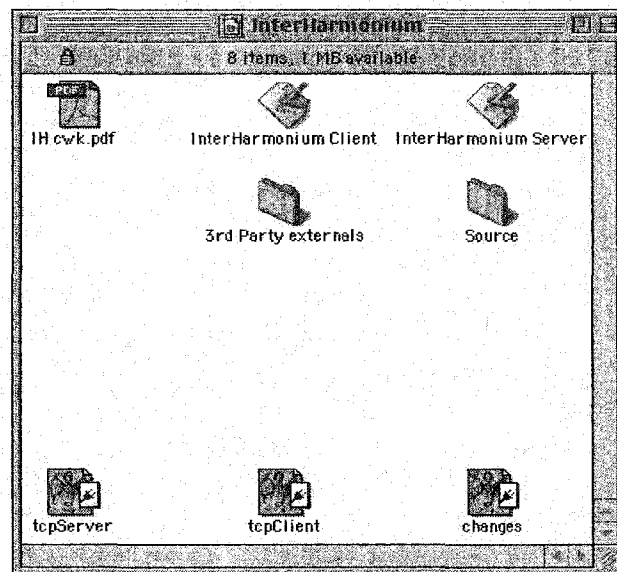 InterHarmonium
8 items, 1 MB available
PDF
IH cwk.pdf
InterHarmonium Client
InterHarmonium Server
3rd Party externals
Source
tcpServer
tcpClient
changes